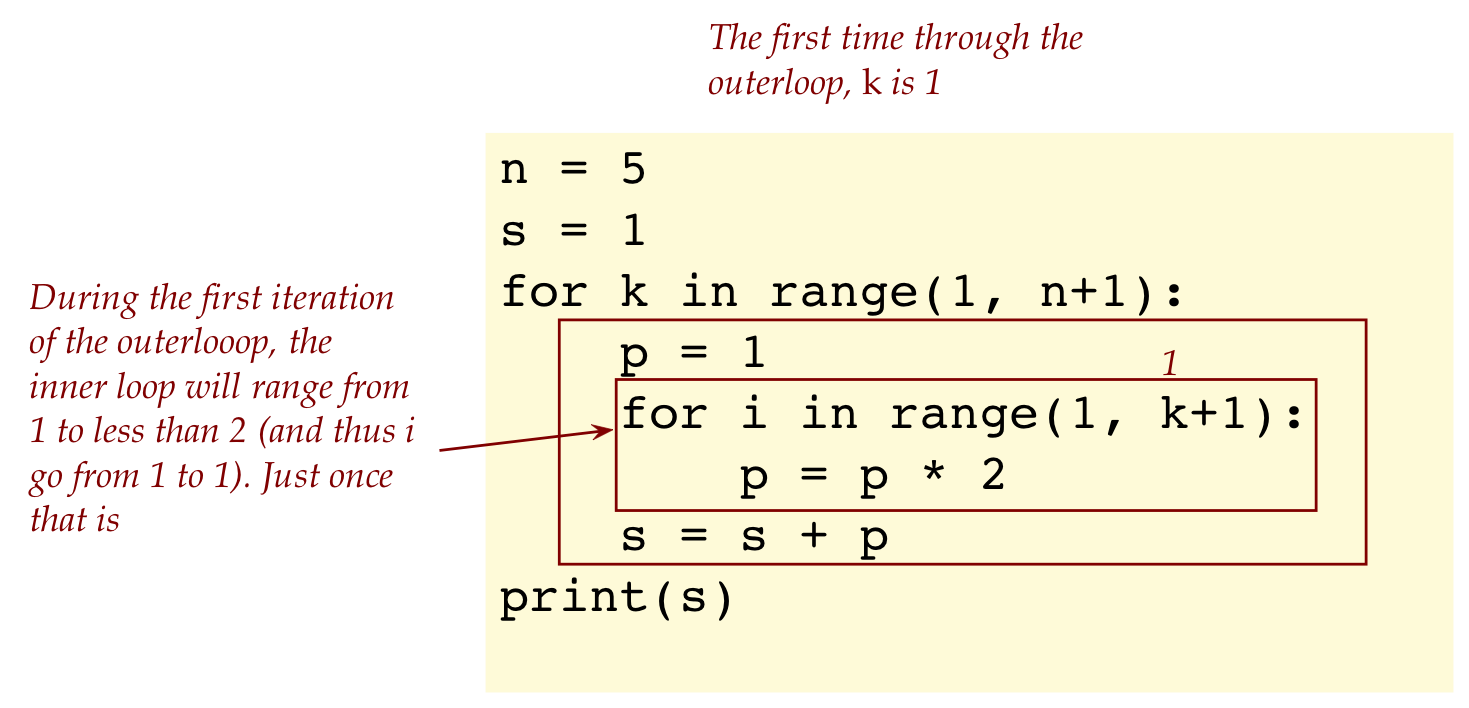 The first time through the
outerloop, k is 1
n = 5
s = 1
for k in range(1, n+1):
During the first iteration
of the outerlooop, the
inner loop will range from
1 to less than 2 (and thus i
go from 1 to 1). Just once
that is
p = 1
1
for i in range(1, k+1):
p = p * 2
s = s + p
print(s)